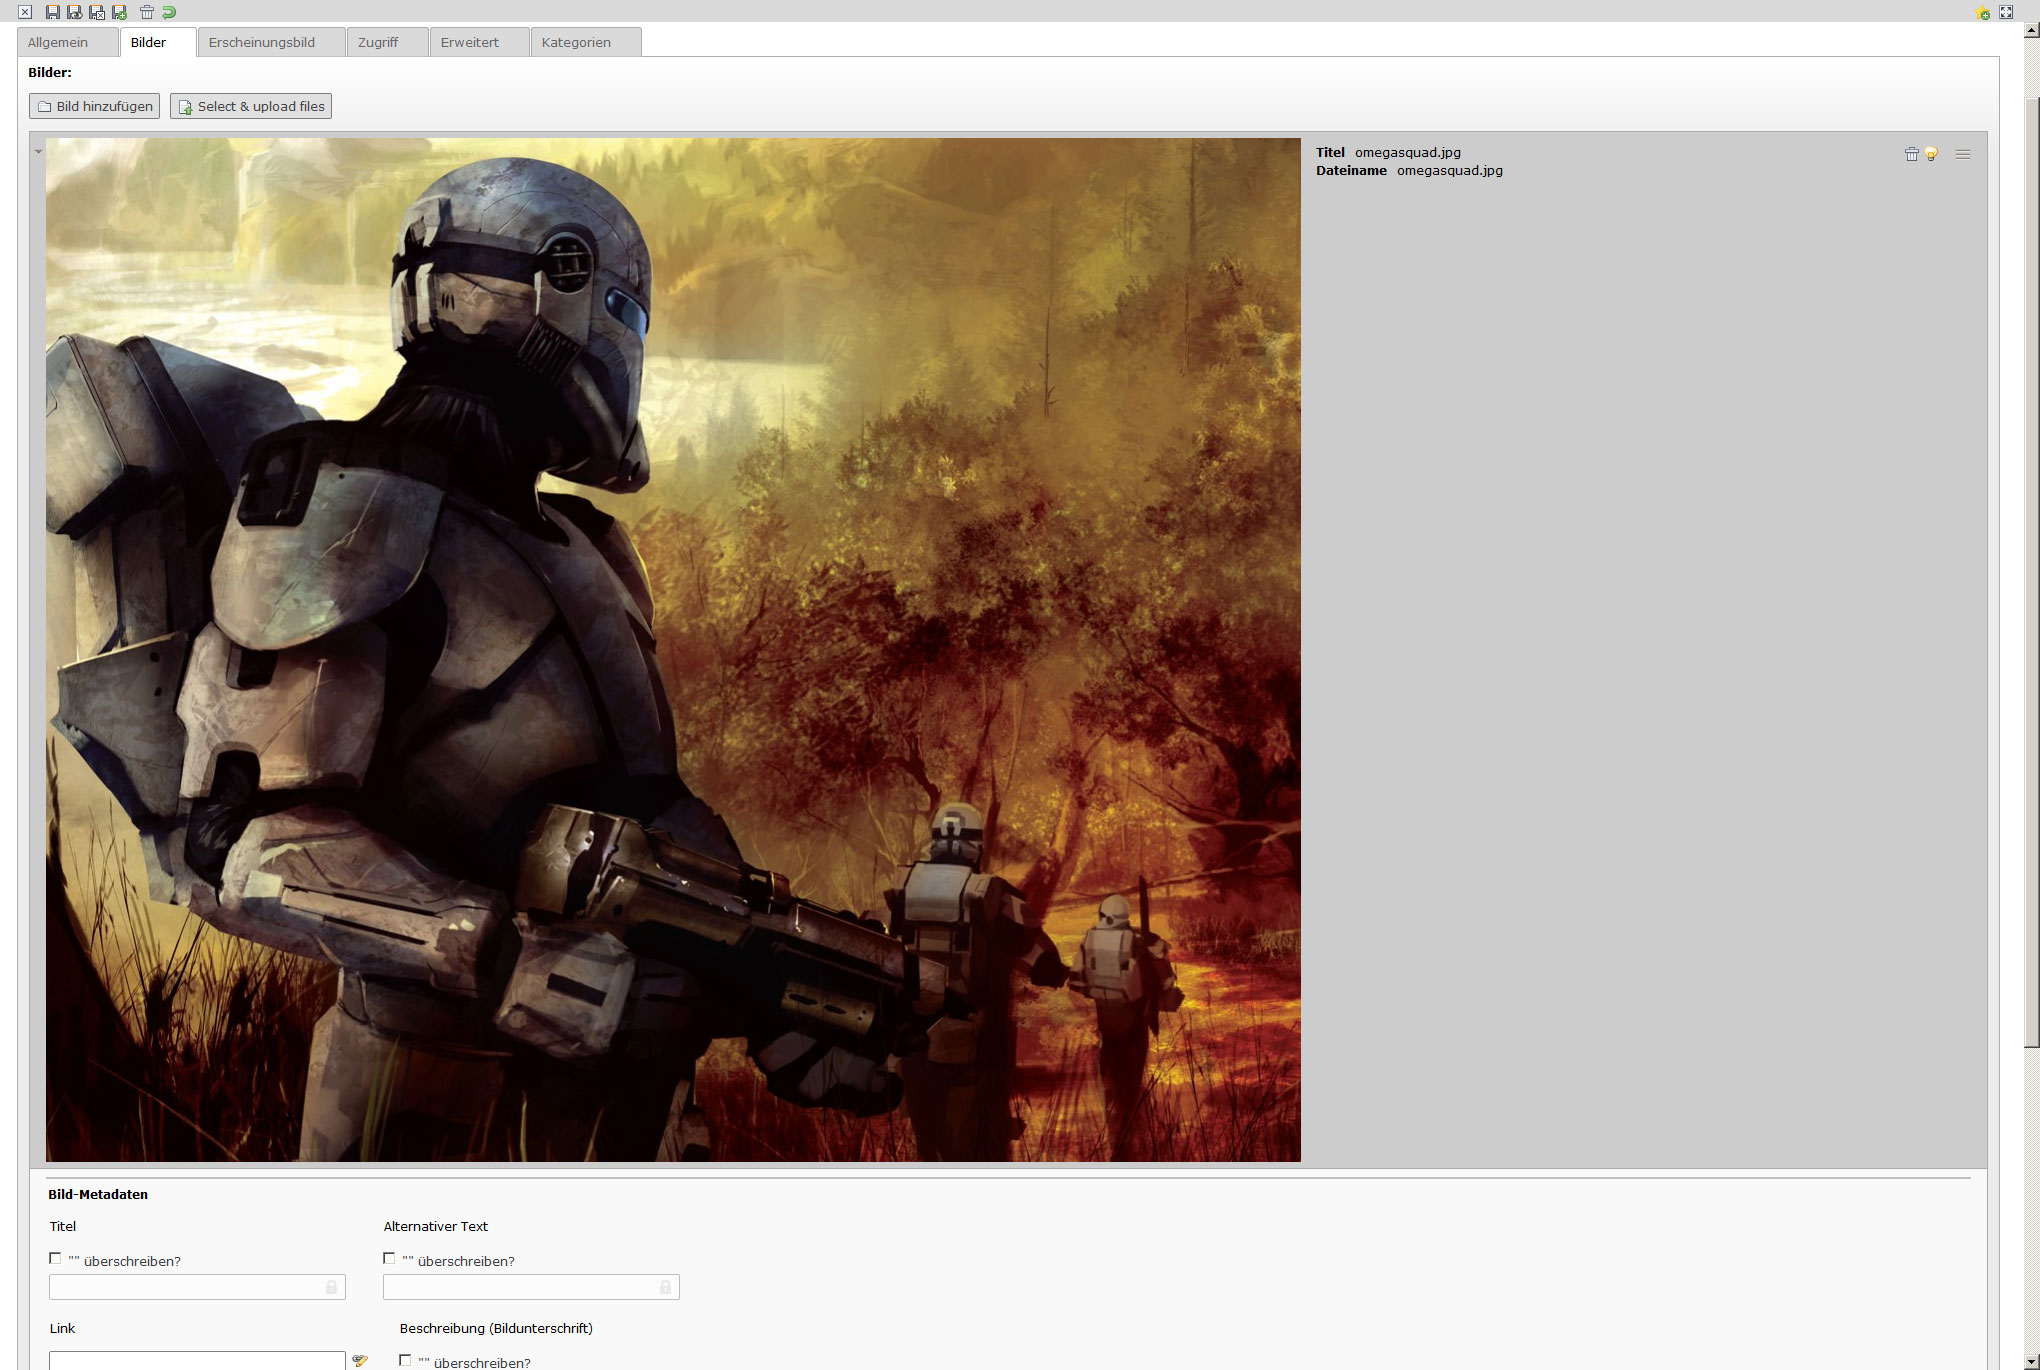 Allgemein Bilder Erscheinungsbild Zugriff Erweitert Kategorien
Bilder:
Bild hinzufügen Select & upload files
Titel omegasquad.jpg
Dateiname omegasquad.jpg
Bild-Metadaten
Titel Alternativer Text
"" überschreiben? "" überschreiben?
Link Beschreibung (Bildunterschrift)
"" überschreiben?